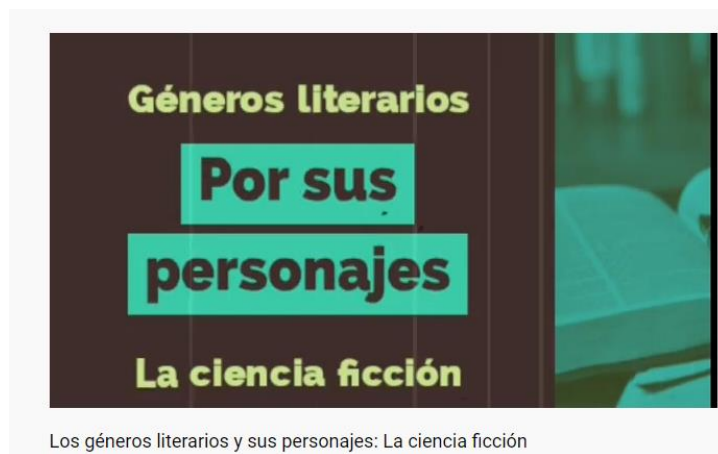 Géneros literarios
Por sus
personajes
La ciencia ficción
Los géneros literarios y sus personajes: La ciencia ficción